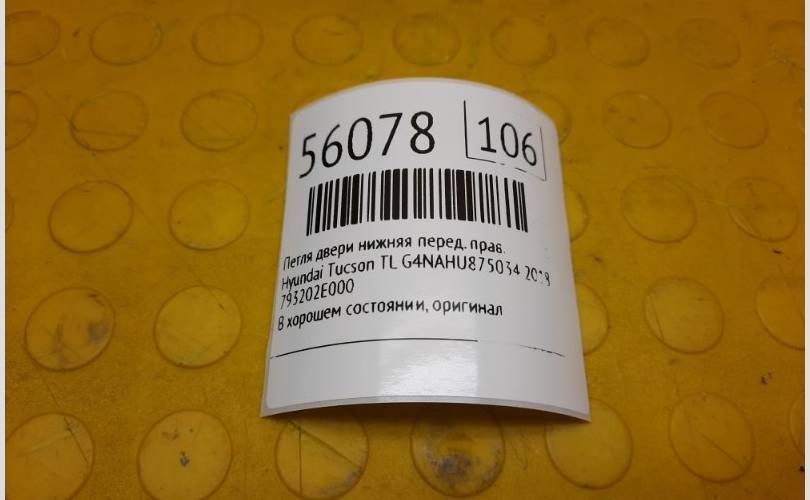 56078 106
Петля двери нижняя перед. прав.
Hyundai Tucson TL G4NAHU875034 2018
793202E000
В хорошем состоянии, оригинал